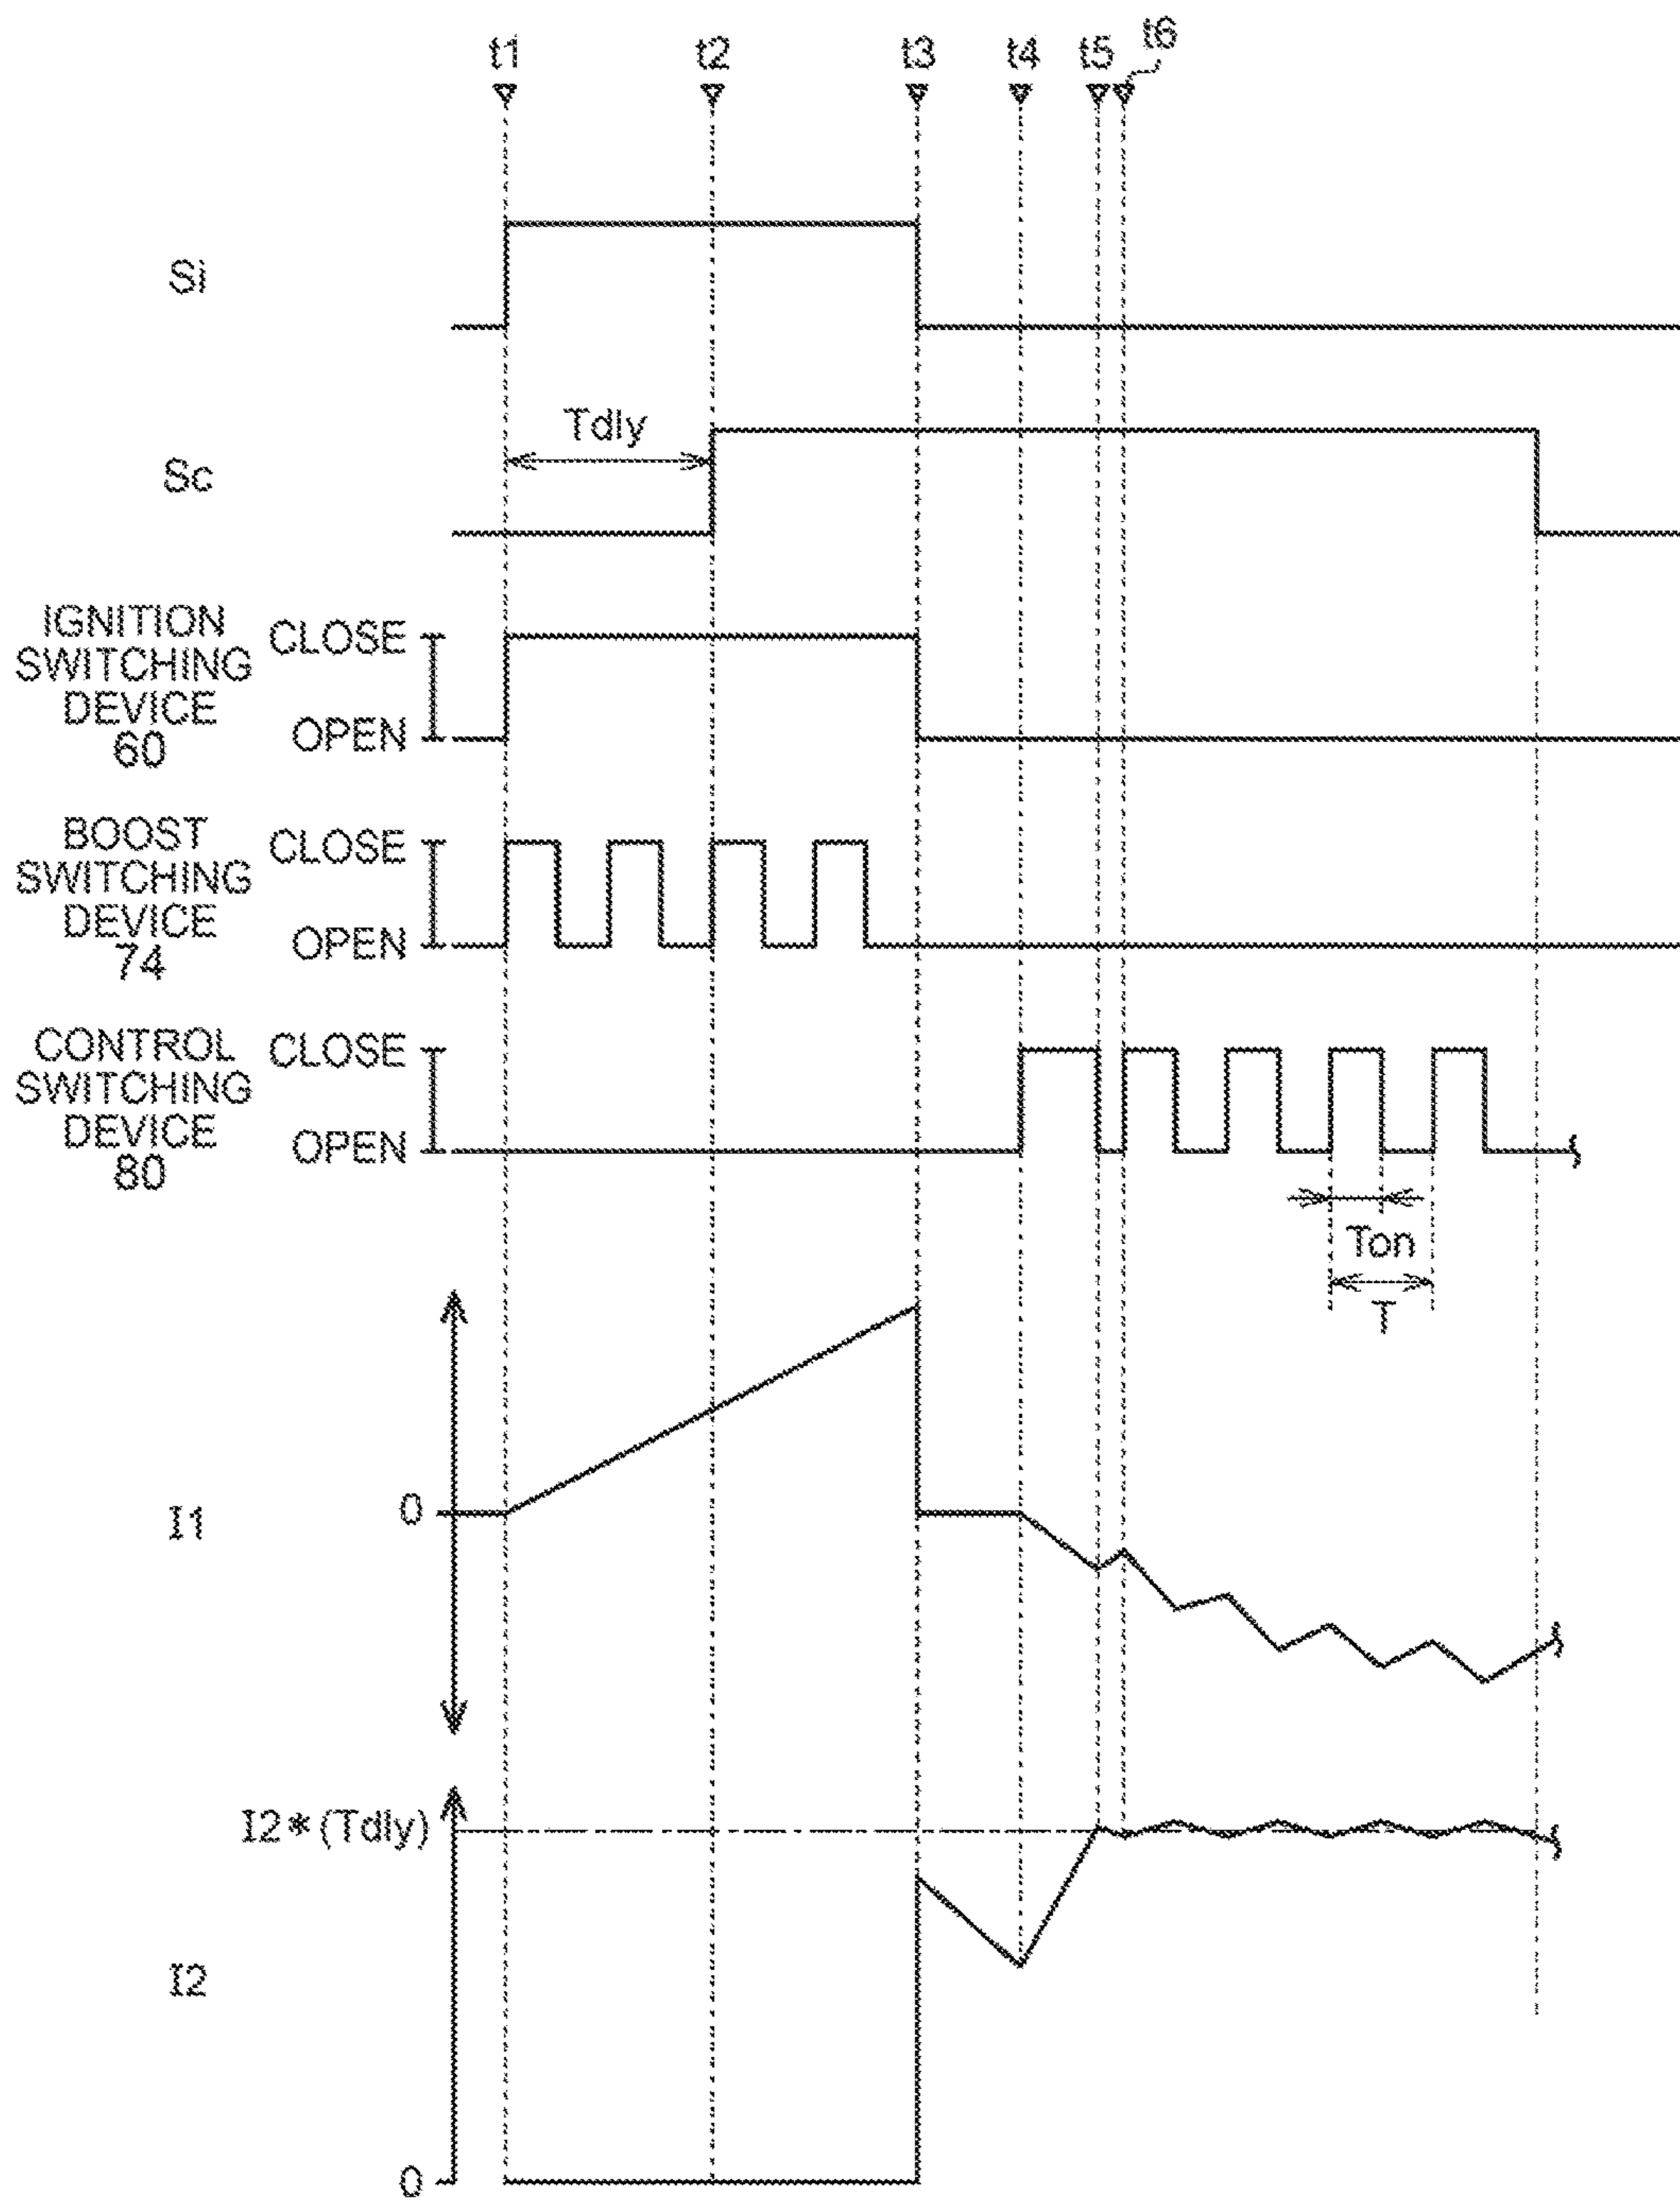 t1 t2 t3 t4 t5 t6
Si
Tdly
Sc
IGNITION
SWITCHING
DEVICE
60
CLOSE
OPEN
BOOST
SWITCHING
DEVICE
74
CLOSE
OPEN
CONTROL
SWITCHING
DEVICE
80
CLOSE
OPEN
Ton
T
0
I1
I2*(Tdly)
I2
0